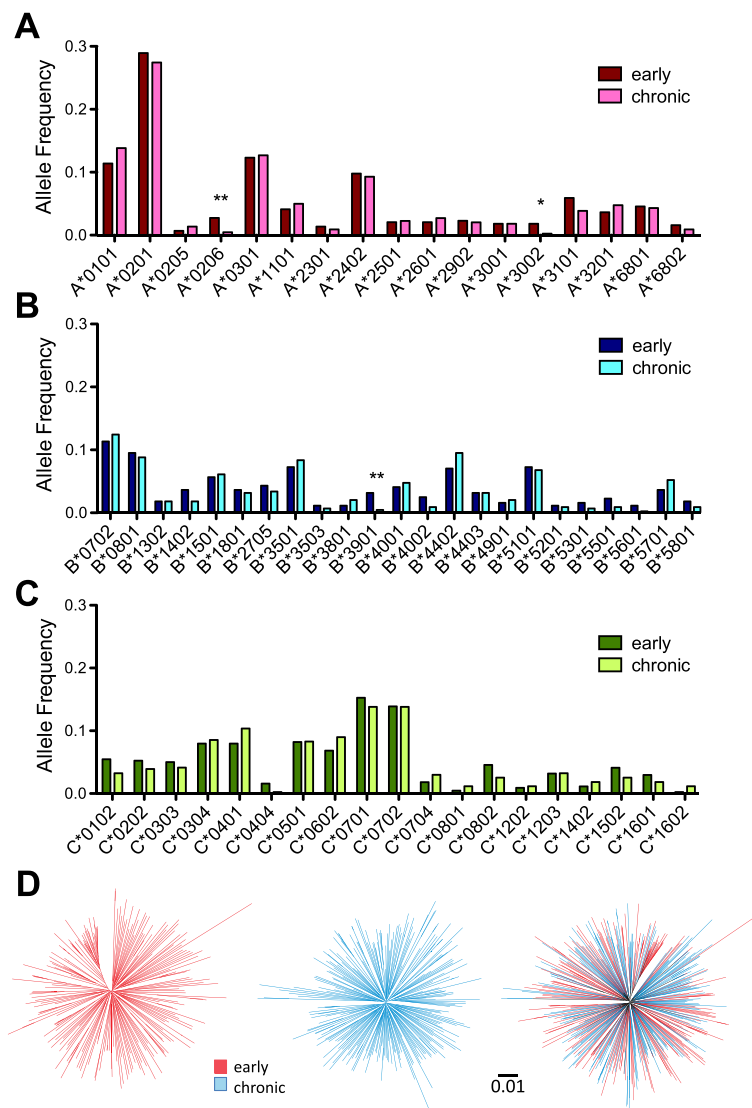 A
0.3
early
chronic
Allele Frequency
0.2
0.1
**
*
0.0
A*0101
A*0201
A*0205
A*0206
A*0301
A*1101
A*2301
A*2402
A*2501
A*2601
A*2902
A*3001
A*3002
A*3101
A*3201
A*6801
A*6802
B
0.3
early
chronic
Allele Frequency
0.2
0.1
**
0.0
B*0702
B*0801
B*1302
B*1402
B*1501
B*1801
B*2705
B*3501
B*3503
B*3801
B*3901
B*4001
B*4002
B*4402
B*4403
B*4901
B*5101
B*5201
B*5301
B*5501
B*5601
B*5701
B*5801
C
0.3
early
chronic
Allele Frequency
0.2
0.1
0.0
C*0102
C*0202
C*0303
C*0304
C*0401
C*0404
C*0501
C*0602
C*0701
C*0702
C*0704
C*0801
C*0802
C*1202
C*1203
C*1402
C*1502
C*1601
C*1602
D
early
chronic
0.01